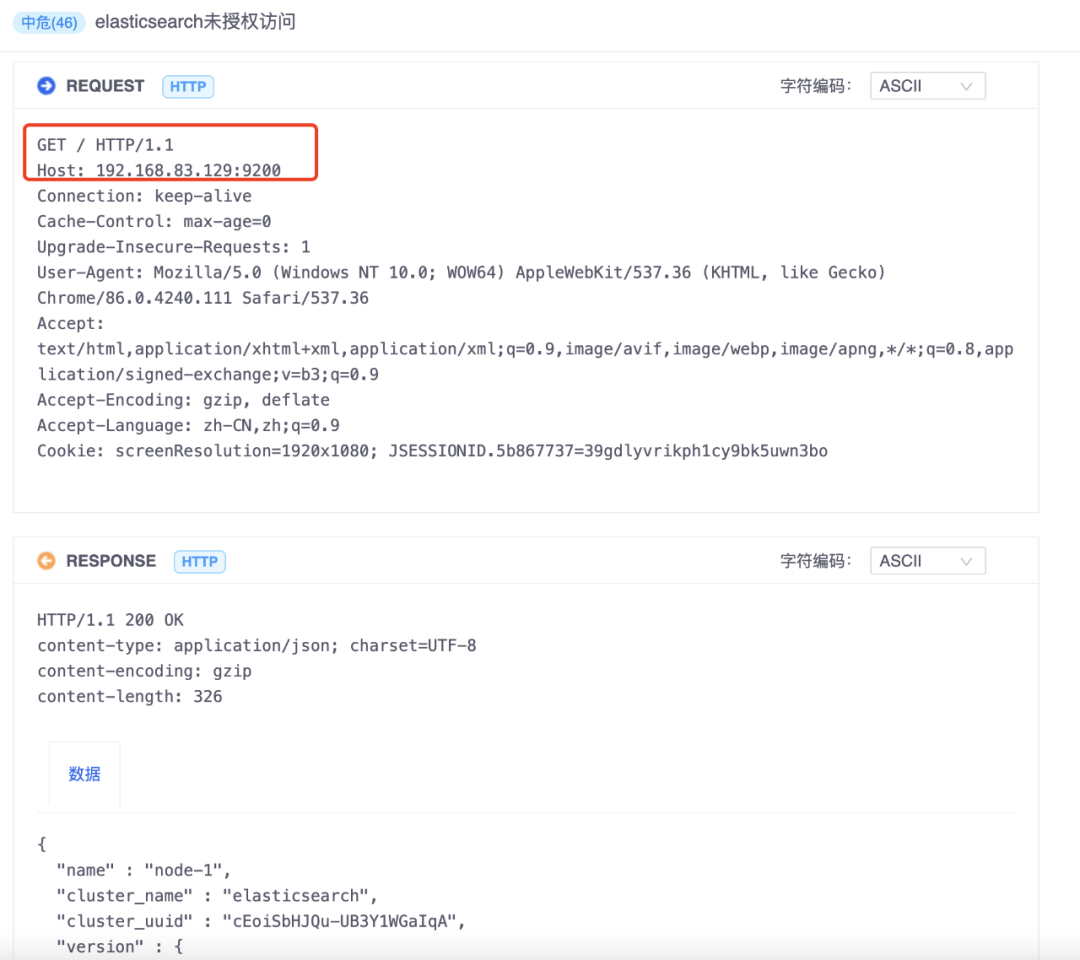 中危(46) elasticsearch未授权访问
REQUEST HTTP 字符编码： ASCII
GET / HTTP/1.1
Host: 192.168.83.129:9200
Connection: keep-alive
Cache-Control: max-age=0
Upgrade-Insecure-Requests: 1
User-Agent: Mozilla/5.0 (Windows NT 10.0; WOW64) AppleWebKit/537.36 (KHTML, like Gecko)
Chrome/86.0.4240.111 Safari/537.36
Accept:
text/html,application/xhtml+xml,application/xml;q=0.9,image/avif,image/webp,image/apng,*/*;q=0.8,app
lication/signed-exchange;v=b3;q=0.9
Accept-Encoding: gzip, deflate
Accept-Language: zh-CN,zh;q=0.9
Cookie: screenResolution=1920x1080; JSESSIONID.5b867737=39gdlyvrikph1cy9bk5uwn3bo
RESPONSE HTTP 字符编码： ASCII
HTTP/1.1 200 OK
content-type: application/json; charset=UTF-8
content-encoding: gzip
content-length: 326
数据
{
"name" : "node-1",
"cluster_name" : "elasticsearch",
"cluster_uuid" : "cEoiSbHJQu-UB3Y1WGaIqA",
"version" : {